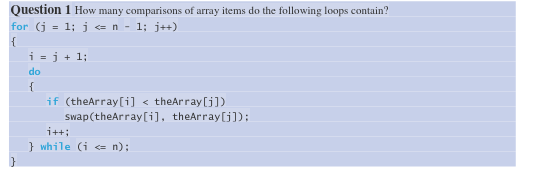 Question 1 How many comparisons of array items do the following loops contain?
for (j = 1; j <= n - 1; j++)
{
i = j + 1;
do
{
if (theArray[i] < theArray[j])
swap(theArray[i], theArray[j]);
i++;
} while (i <= n);
}